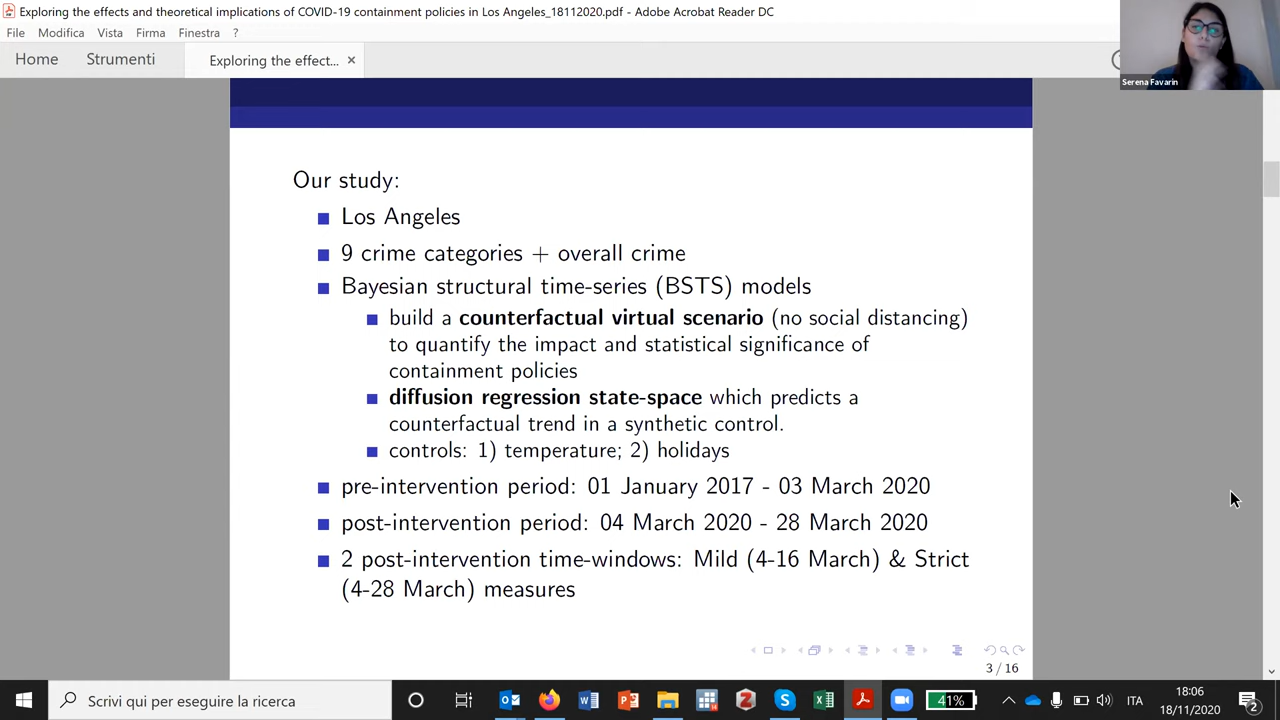 Exploring the effects and theoretical implications of COVID-19 containment policies in Los Angeles_18112020.pdf - Adobe Acrobat Reader DC
File Modifica Vista Firma Finestra ?
Home Strumenti Exploring the effect... ×
Serena Favarin
Our study:
Los Angeles
9 crime categories + overall crime
Bayesian structural time-series (BSTS) models
build a counterfactual virtual scenario (no social distancing)
to quantify the impact and statistical significance of
containment policies
diffusion regression state-space which predicts a
counterfactual trend in a synthetic control.
controls: 1) temperature; 2) holidays
pre-intervention period: 01 January 2017 - 03 March 2020
post-intervention period: 04 March 2020 - 28 March 2020
2 post-intervention time-windows: Mild (4-16 March) & Strict
(4-28 March) measures
3 / 16
Scrivi qui per eseguire la ricerca
41%
ITA
18:06
18/11/2020
2